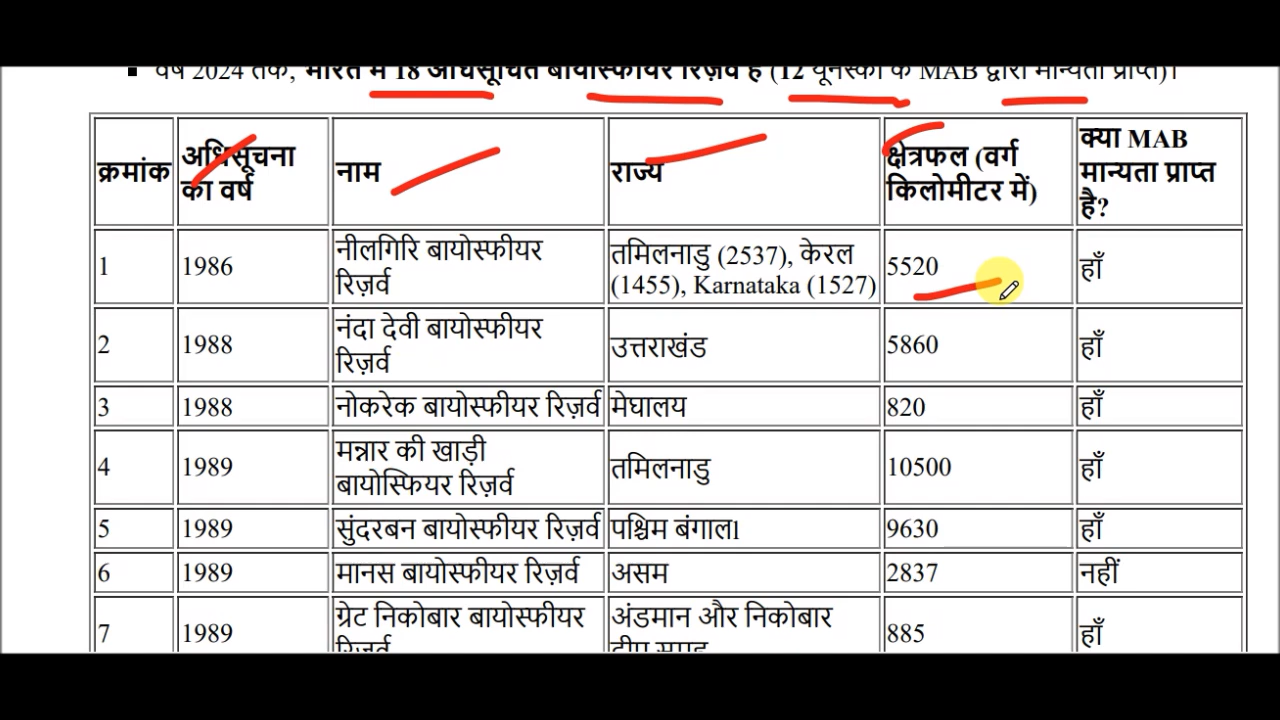 वर्ष 2024 तक, भारत में 18 अधिसूचित बायोस्फीयर रिज़र्व हैं (12 यूनेस्को के MAB द्वारा मान्यता प्राप्त)।
क्रमांक अधिसूचना का वर्ष नाम राज्य क्षेत्रफल (वर्ग किलोमीटर में) क्या MAB मान्यता प्राप्त है?
1 1986 नीलगिरि बायोस्फीयर रिज़र्व तमिलनाडु (2537), केरल (1455), Karnataka (1527) 5520 हाँ
2 1988 नंदा देवी बायोस्फीयर रिज़र्व उत्तराखंड 5860 हाँ
3 1988 नोकरेक बायोस्फीयर रिज़र्व मेघालय 820 हाँ
4 1989 मन्नार की खाड़ी बायोस्फियर रिज़र्व तमिलनाडु 10500 हाँ
5 1989 सुंदरबन बायोस्फीयर रिज़र्व पश्चिम बंगालl 9630 हाँ
6 1989 मानस बायोस्फीयर रिज़र्व असम 2837 नहीं
7 1989 ग्रेट निकोबार बायोस्फीयर रिज़र्व अंडमान और निकोबार द्वीप समूह 885 हाँ